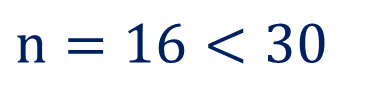 n = 16 < 30